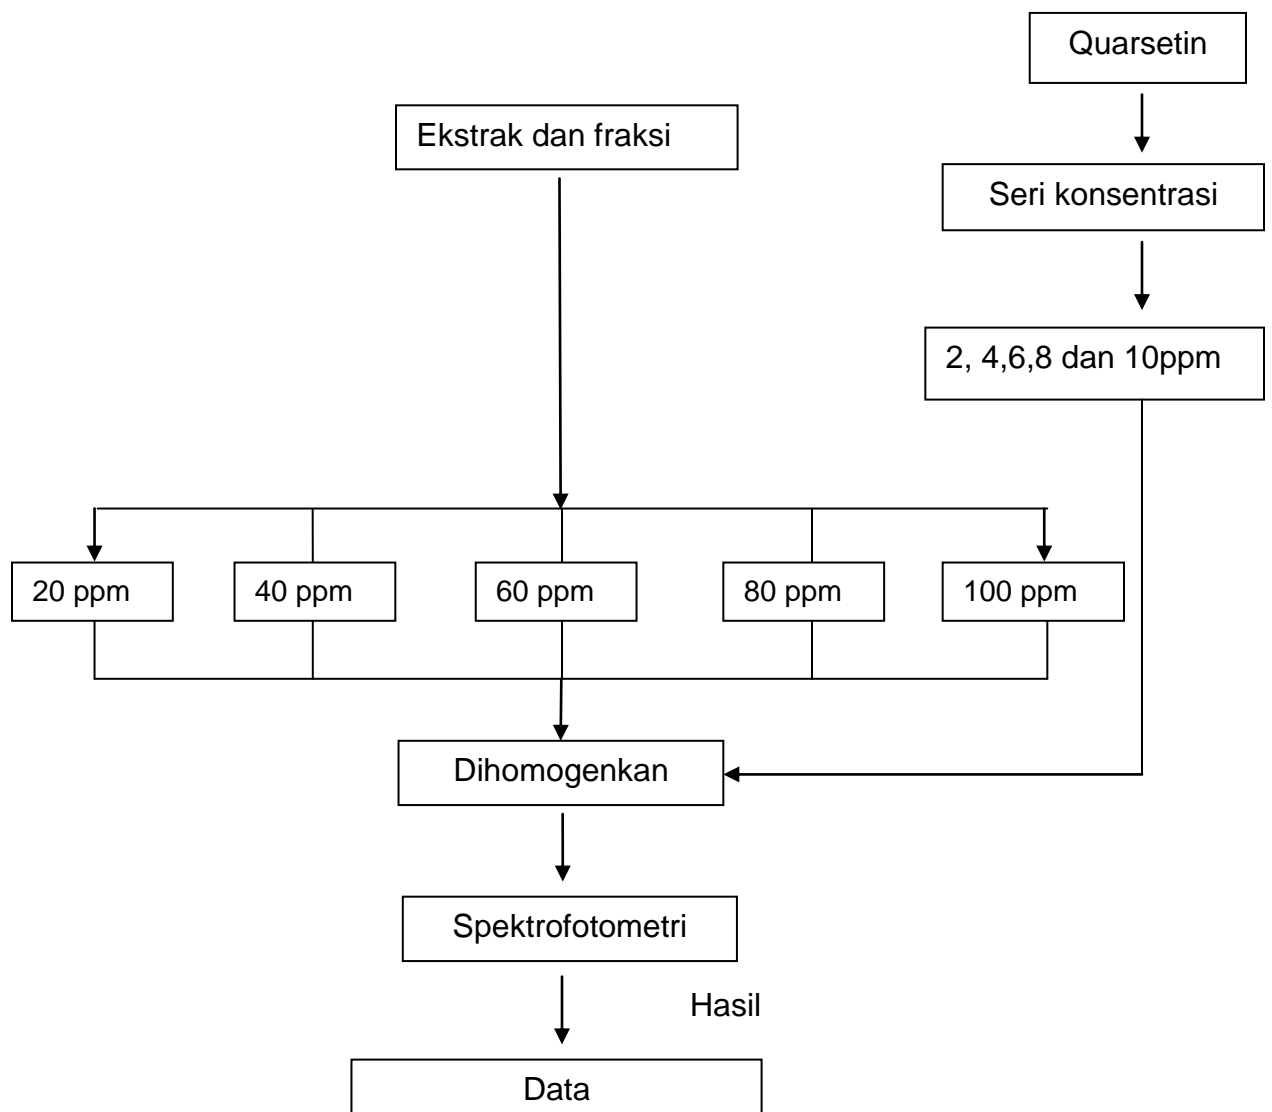 Quarsetin
Ekstrak dan fraksi
Seri konsentrasi
2, 4,6,8 dan 10ppm
20 ppm
40 ppm
60 ppm
80 ppm
100 ppm
Dihomogenkan
Spektrofotometri
Hasil
Data